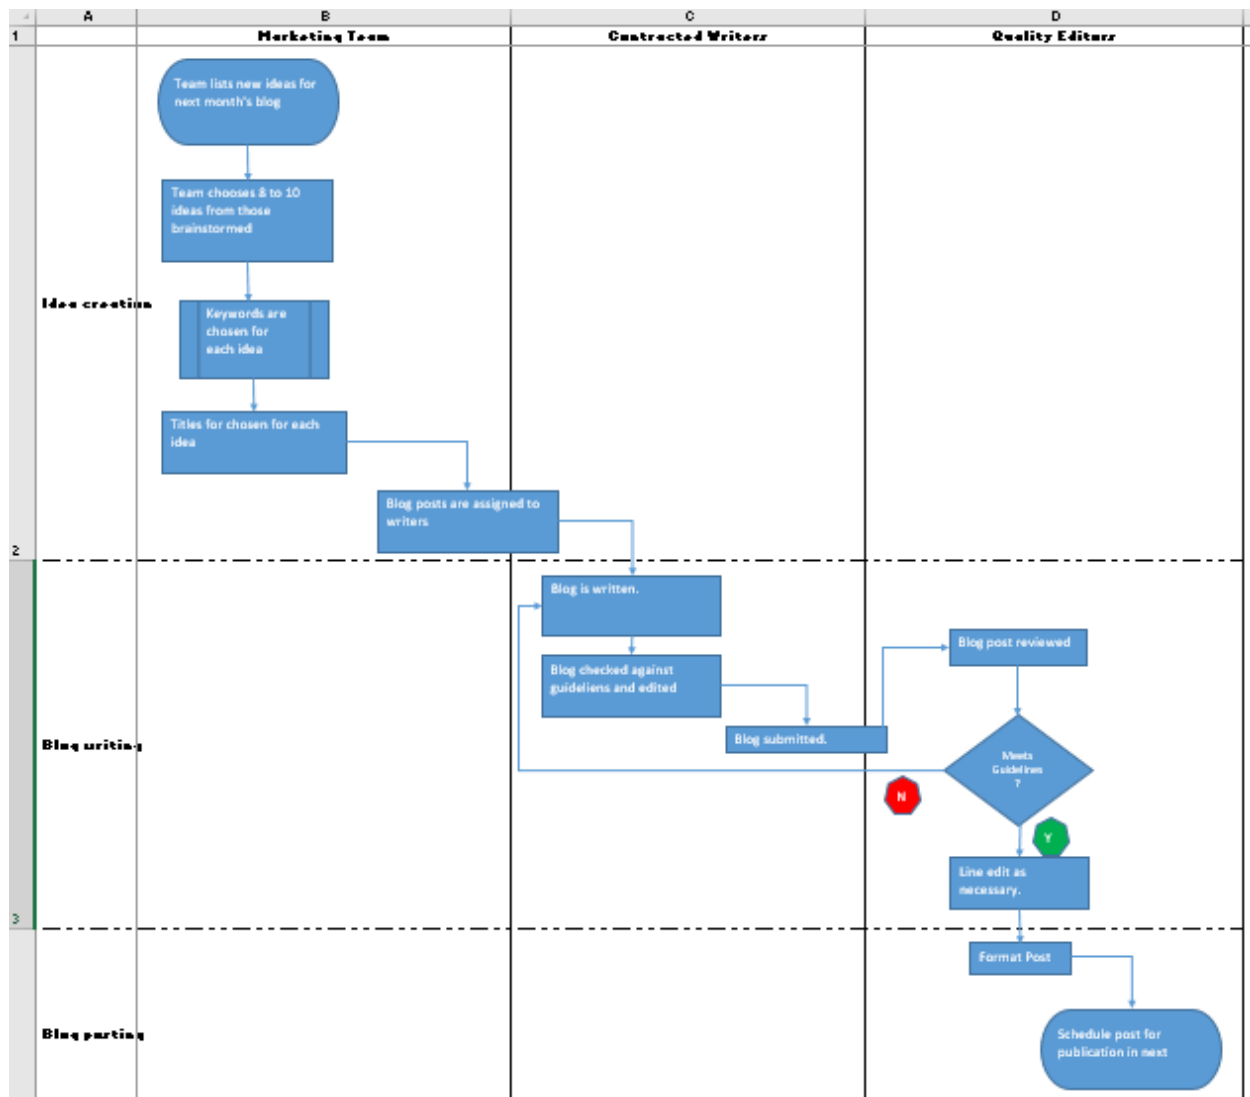 A B C D
1 Marketing Team Contracted Writers Quality Editors
Team lists new ideas for
next month's blog
Team chooses 8 to 10
ideas from those
brainstormed
Idea creation
Keywords are
chosen for
each idea
Titles for chosen for each
idea
Blog posts are assigned to
writers
2
Blog is written.
Blog post reviewed
Blog checked against
guideliens and edited
Blog submitted.
Blog writing
Meets
Guidelines
?
N
Y
Line edit as
necessary.
3
Format Post
Blog posting
Schedule post for
publication in next